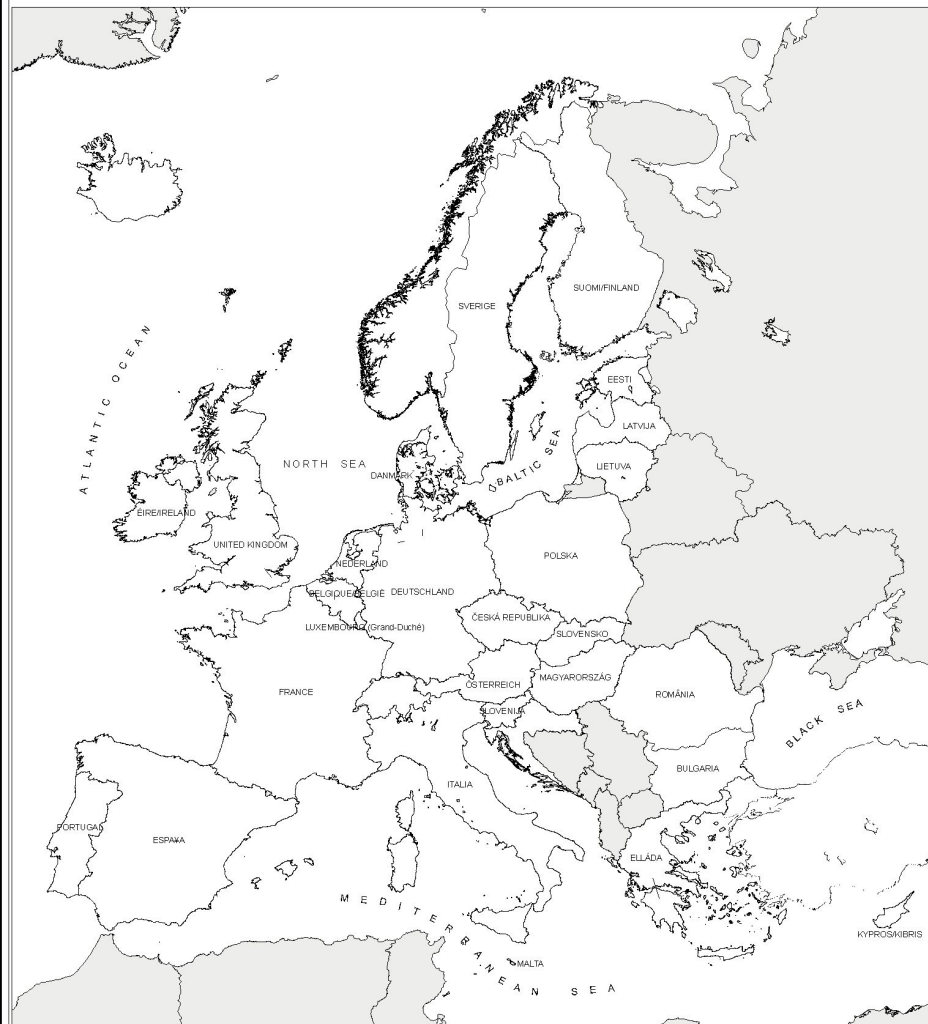 SUOMI/FINLAND
SVERIGE
ATLANTIC OCEAN
EESTI
LATVIJA
BALTIC SEA
NORTH SEA
LIETUVA
DANMARK
ÉIRE/IRELAND
UNITED KINGDOM
POLSKA
NEDERLAND
BELGIQUE/BELGIË
DEUTSCHLAND
ČESKÁ REPUBLIKA
LUXEMBOURG (Grand-Duché)
SLOVENSKO
MAGYARORSZÁG
ÖSTERREICH
FRANCE
ROMÂNIA
SLOVENIJA
BLACK SEA
BULGARIA
ITALIA
PORTUGAL
ESPA¥A
ELLÁDA
MEDITERRANEAN SEA
KYPROS/KIBRIS
MALTA